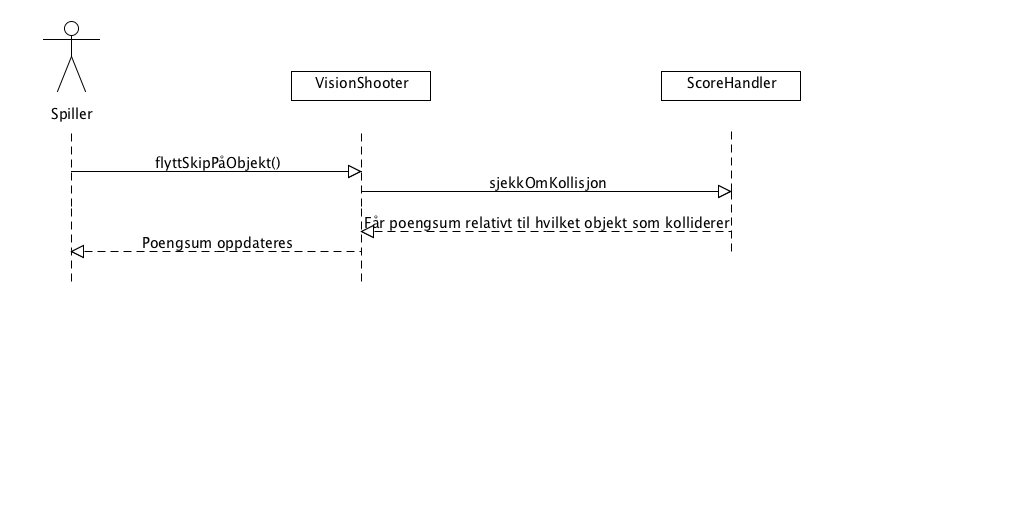 Spiller
VisionShooter
ScoreHandler
flyttSkipPåObjekt()
sjekkOmKollisjon
Får poengsum relativt til hvilket objekt som kolliderer
Poengsum oppdateres